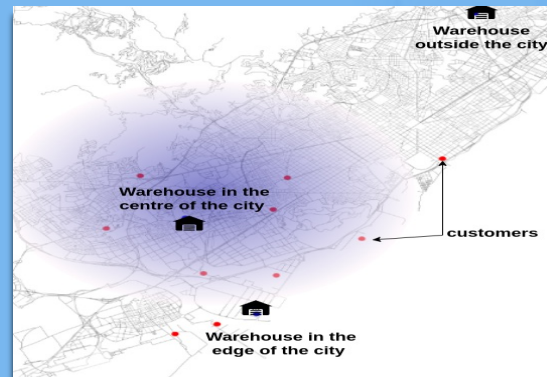 Warehouse
outside the city
Warehouse in the
centre of the city
customers
Warehouse in the
edge of the city